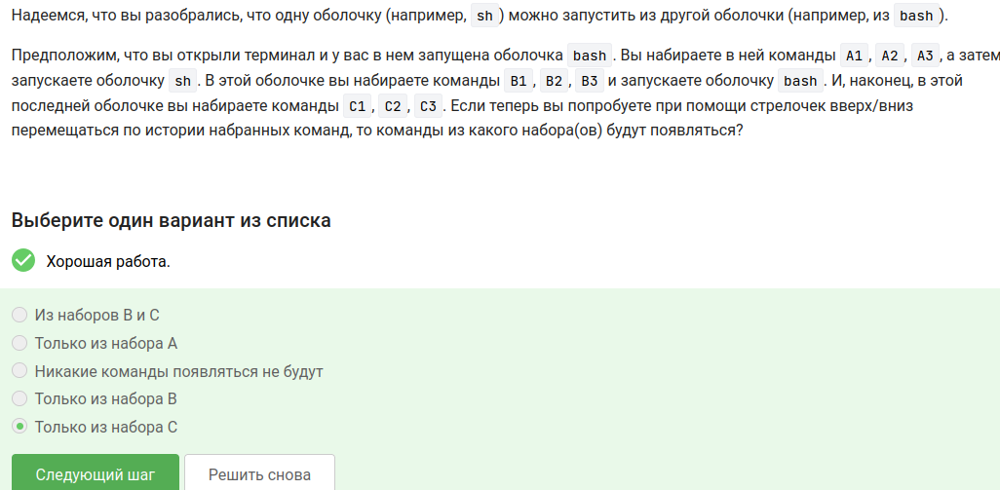 Надеемся, что вы разобрались, что одну оболочку (например, sh) можно запустить из другой оболочки (например, из bash).
Предположим, что вы открыли терминал и у вас в нем запущена оболочка bash. Вы набираете в ней команды A1, A2, A3, а затем
запускаете оболочку sh. В этой оболочке вы набираете команды B1, B2, B3 и запускаете оболочку bash. И, наконец, в этой
последней оболочке вы набираете команды C1, C2, C3. Если теперь вы попробуете при помощи стрелочек вверх/вниз
перемещаться по истории набранных команд, то команды из какого набора(ов) будут появляться?
Выберите один вариант из списка
Хорошая работа.
Из наборов B и C
Только из набора A
Никакие команды появляться не будут
Только из набора B
Только из набора C
Следующий шаг
Решить снова